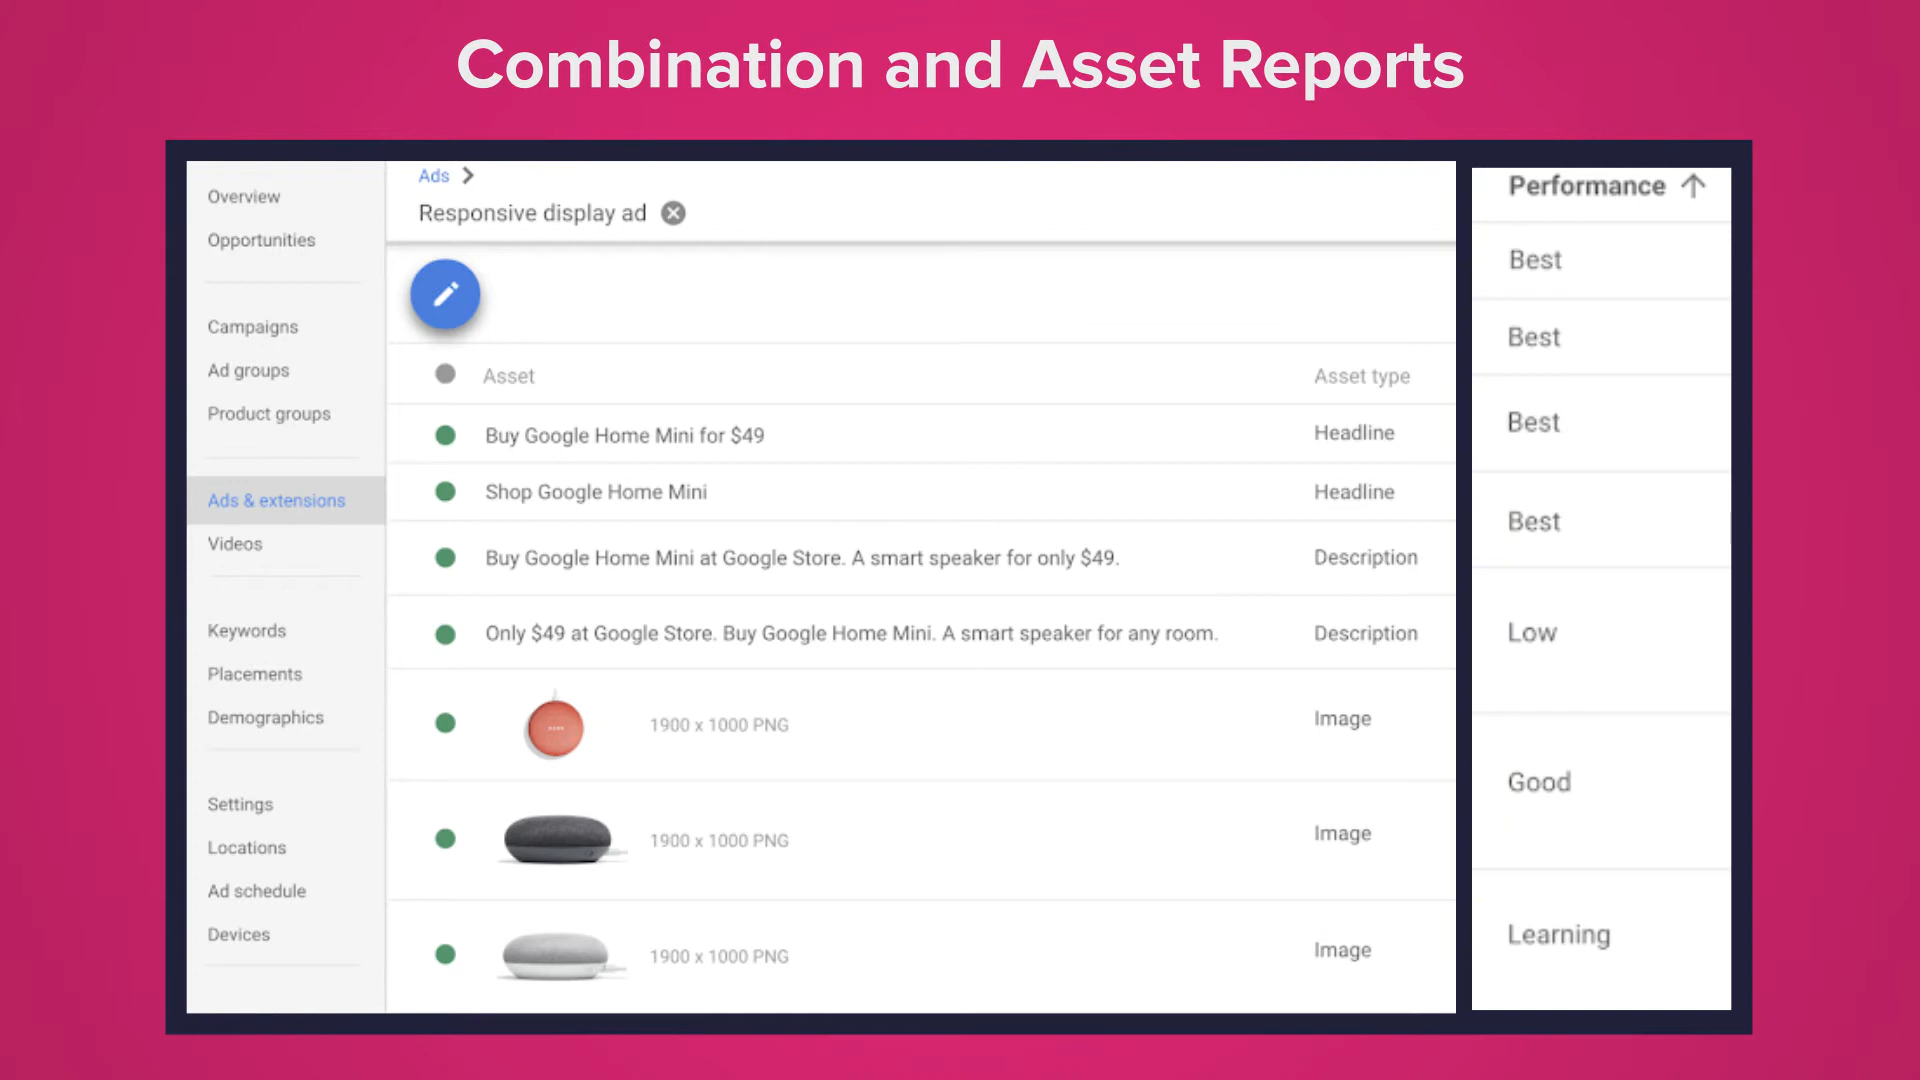 Combination and Asset Reports
Overview
Opportunities
Campaigns
Ad groups
Product groups
Ads & extensions
Videos
Keywords
Placements
Demographics
Settings
Locations
Ad schedule
Devices
Ads
Responsive display ad
Asset Asset type
Buy Google Home Mini for $49 Headline
Shop Google Home Mini Headline
Buy Google Home Mini at Google Store. A smart speaker for only $49. Description
Only $49 at Google Store. Buy Google Home Mini. A smart speaker for any room. Description
1900 x 1000 PNG Image
1900 x 1000 PNG Image
1900 x 1000 PNG Image
Performance
Best
Best
Best
Best
Low
Good
Learning